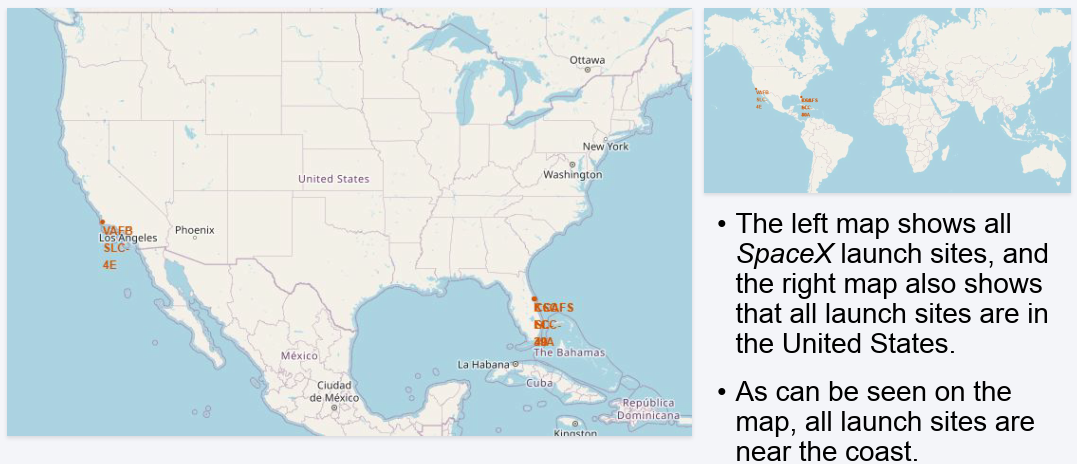 Ottawa
New York
Washington
United States
VAFB
Los Angeles
Phoenix
SLC-
4E
México
La Habana
The Bahamas
Ciudad
de México
Cuba
República
Dominicana
Kingston
• The left map shows all
SpaceX launch sites, and
the right map also shows
that all launch sites are in
the United States.
• As can be seen on the
map, all launch sites are
near the coast.